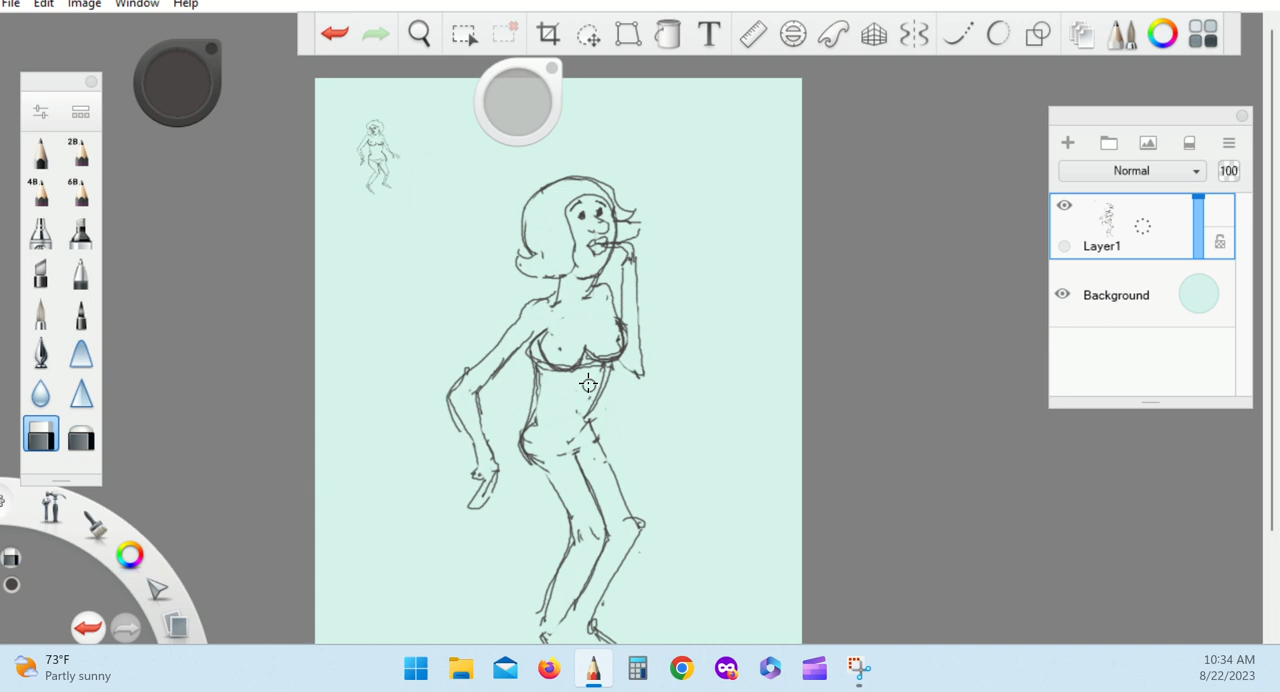 File Edit Image Window Help
T
2B
4B 6B
Normal 100
Layer1
Background
73°F
Partly sunny
10:34 AM
8/22/2023